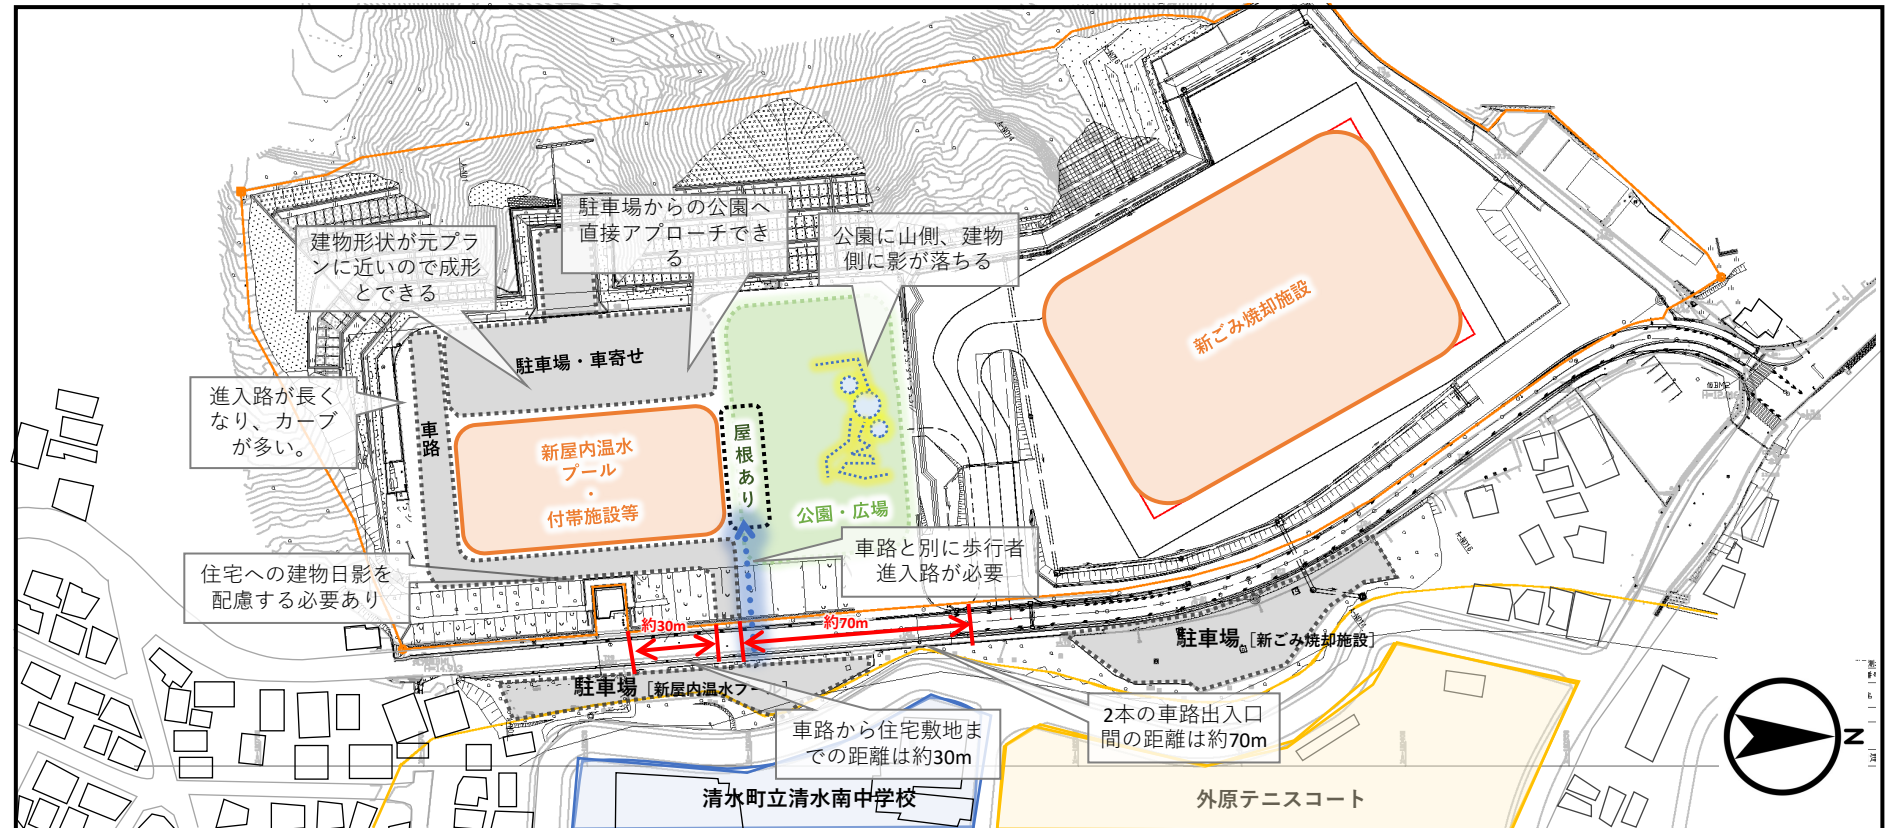 駐車場からの公園へ
直接アプローチでき
る
建物形状が元プラ
ンに近いので成形
とできる
公園に山側、建物
側に影が落ちる
新ごみ焼却施設
駐車場・車寄せ
進入路が長く
なり、カーブ
が多い。
車路
新屋内温水
プール
・
付帯施設等
屋根あり
公園・広場
車路と別に歩行者
進入路が必要
住宅への建物日影を
配慮する必要あり
約30m
約70m
駐車場 [新ごみ焼却施設]
駐車場 [新屋内温水プール]
車路から住宅敷地ま
での距離は約30m
2本の車路出入口
間の距離は約70m
N
清水町立清水南中学校
外原テニスコート